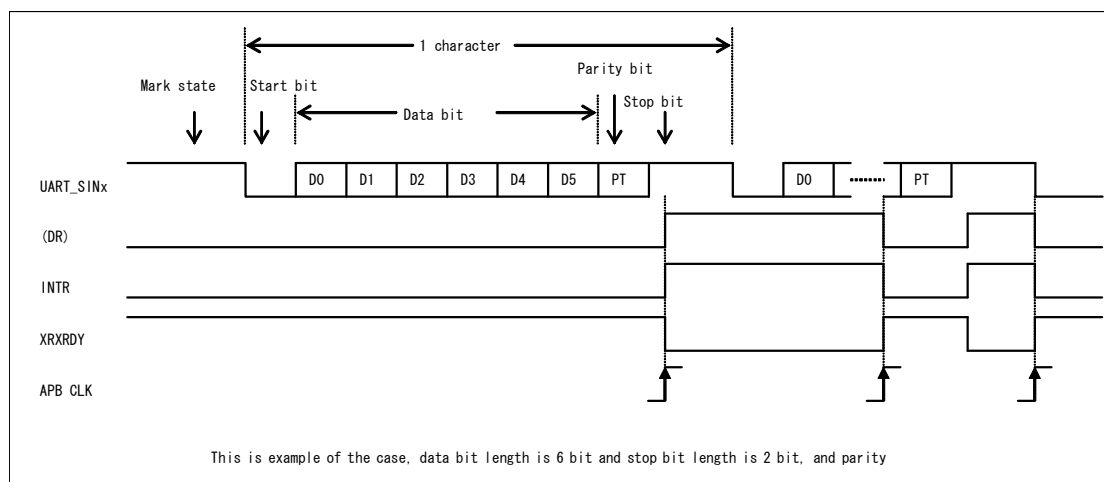 1 character
Parity bit
Mark state
Start bit
Stop bit
Data bit
UART_SINx
D0
D1
D2
D3
D4
D5
PT
D0
PT
(DR)
INTR
XRXRDY
APB CLK
This is example of the case, data bit length is 6 bit and stop bit length is 2 bit, and parity